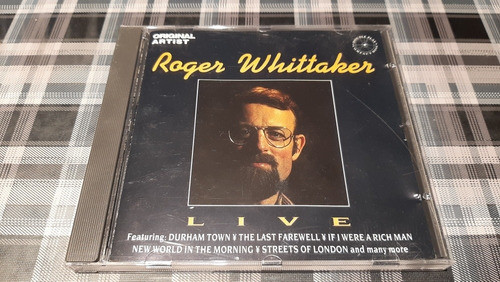 ORIGINAL
ARTIST
Roger Whittaker
LIVE
Featuring: DURHAM TOWN ¥ THE LAST FAREWELL ¥ IF I WERE A RICH MAN
NEW WORLD IN THE MORNING ¥ STREETS OF LONDON and many more